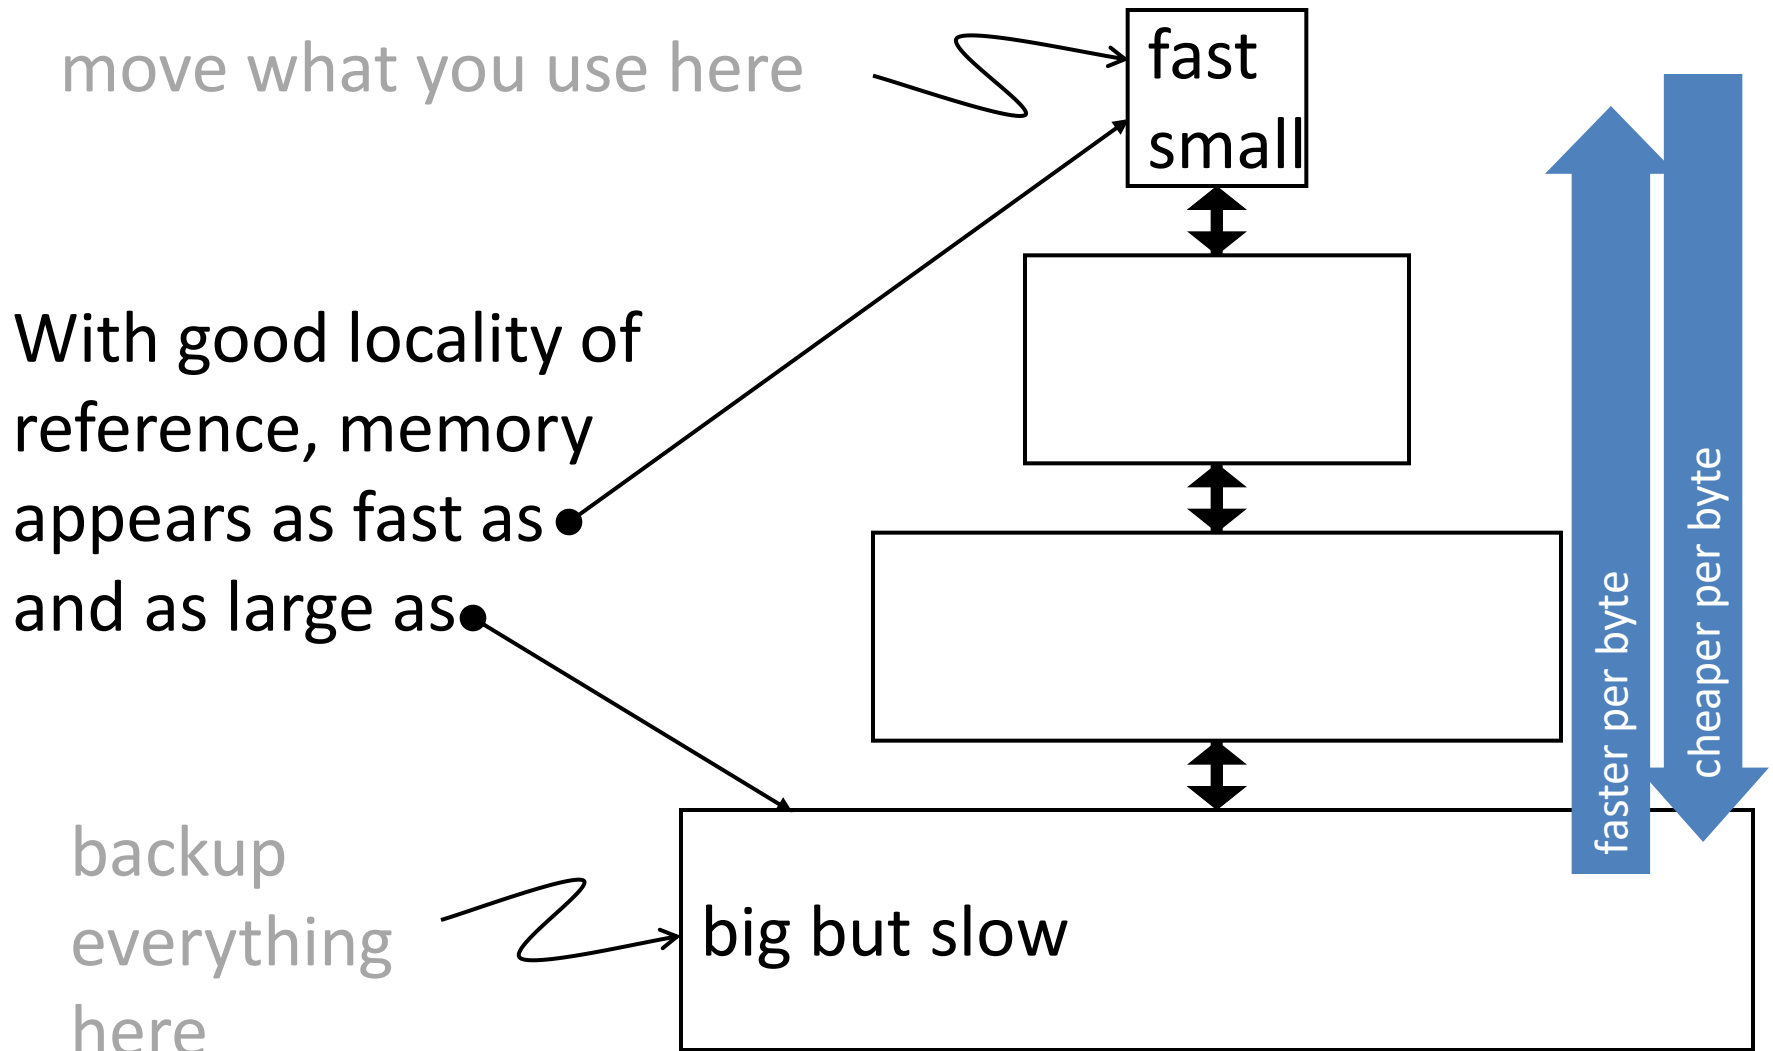 move what you use here
fast
small
With good locality of
reference, memory
appears as fast as
and as large as
faster per byte
cheaper per byte
backup
everything
here
big but slow